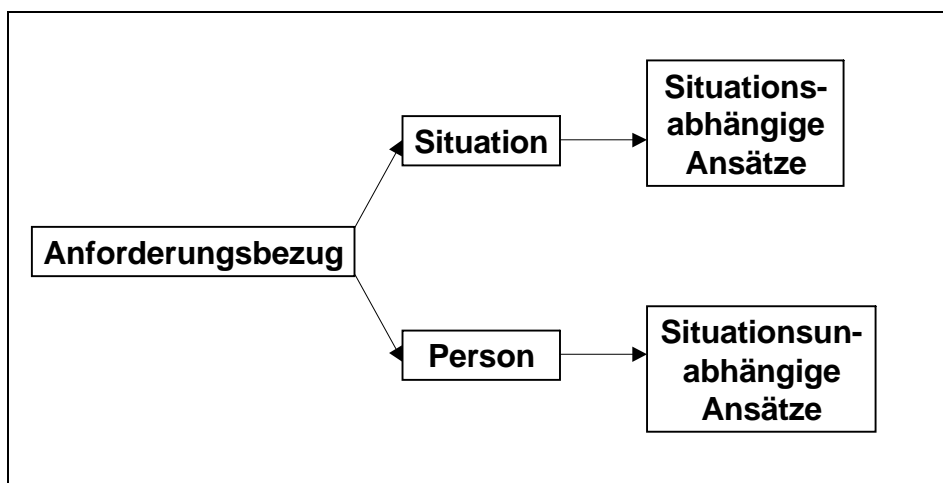 Situations-
abhängige
Ansätze
Situation
Anforderungsbezug
Person
Situationsun-
abhängige
Ansätze